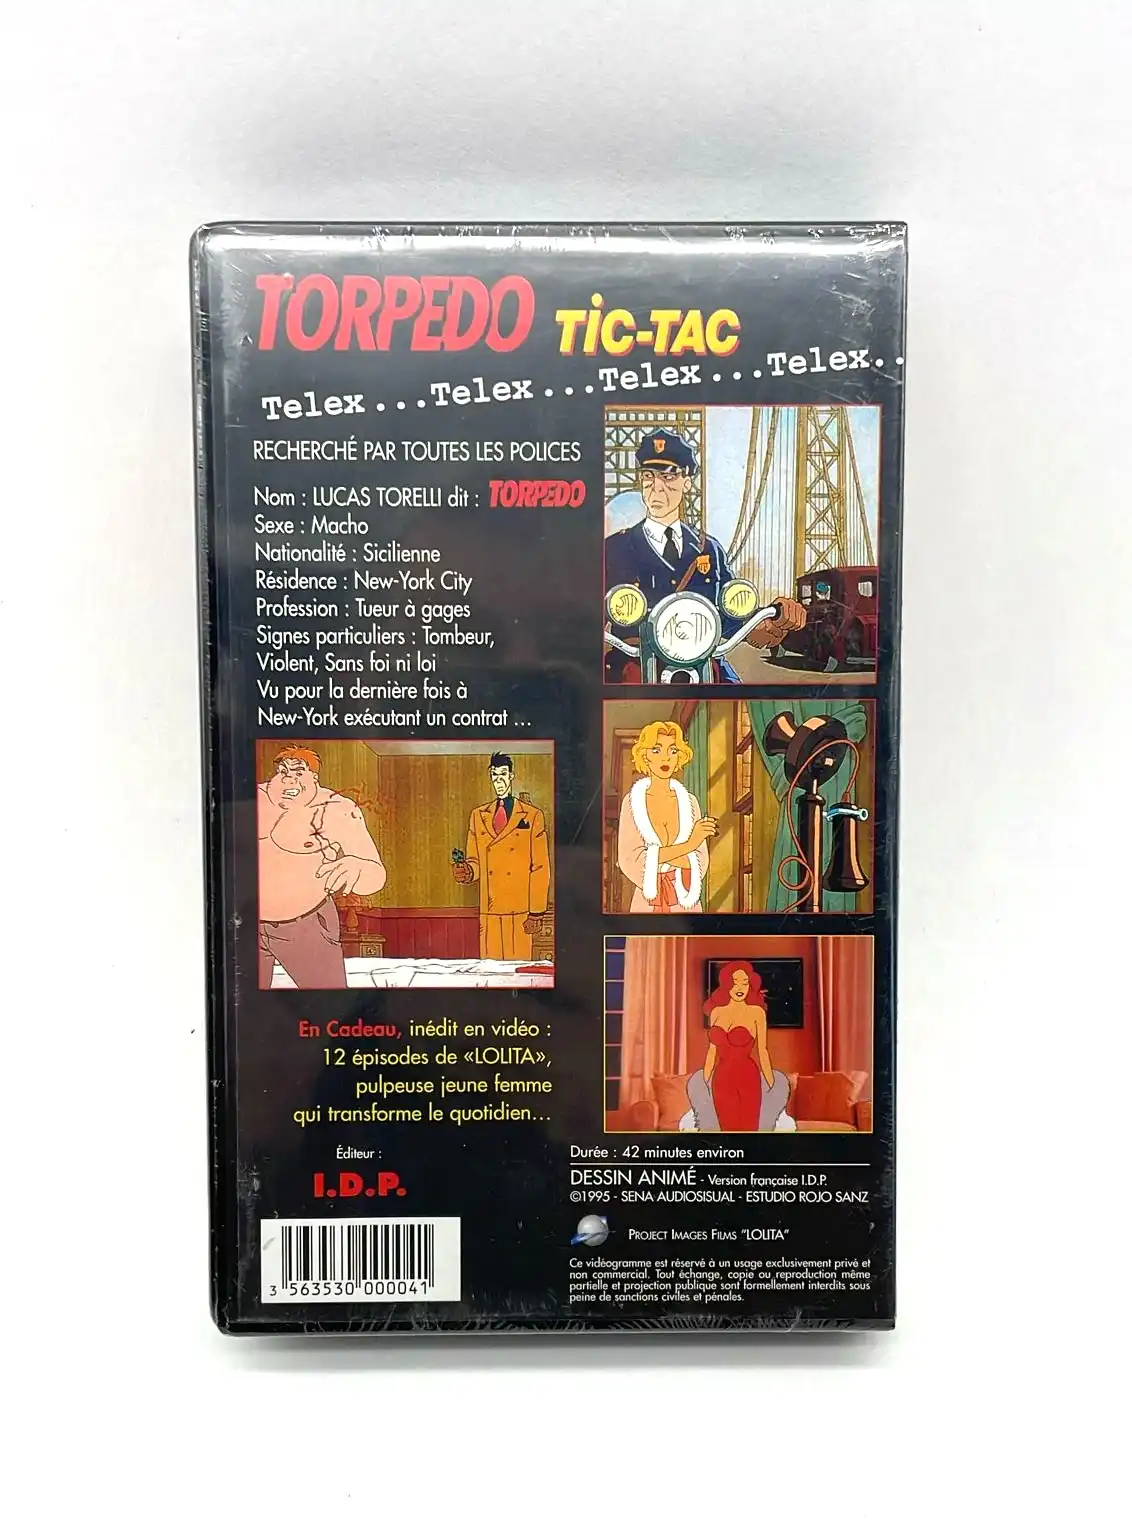 TORPEDO TIC-TAC
Telex...Telex...Telex...Telex..
RECHERCHÉ PAR TOUTES LES POLICES
Nom : LUCAS TORELLI dit : TORPEDO
Sexe : Macho
Nationalité : Sicilienne
Résidence : New-York City
Profession : Tueur à gages
Signes particuliers : Tombeur,
Violent, Sans foi ni loi
Vu pour la dernière fois à
New-York exécutant un contrat ...
En Cadeau, inédit en vidéo :
12 épisodes de «LOLITA»,
pulpeuse jeune femme
qui transforme le quotidien...
Éditeur :
I.D.P.
3 563530 000041
Durée : 42 minutes environ
DESSIN ANIMÉ - Version française I.D.P.
©1995 - SENA AUDIOSISUAL - ESTUDIO ROJO SANZ
PROJECT IMAGES FILMS "LOLITA"
Ce vidéogramme est réservé à un usage exclusivement privé et
non commercial. Tout échange, copie ou reproduction même
partielle et projection publique sont formellement interdits sous
peine de sanctions civiles et pénales.